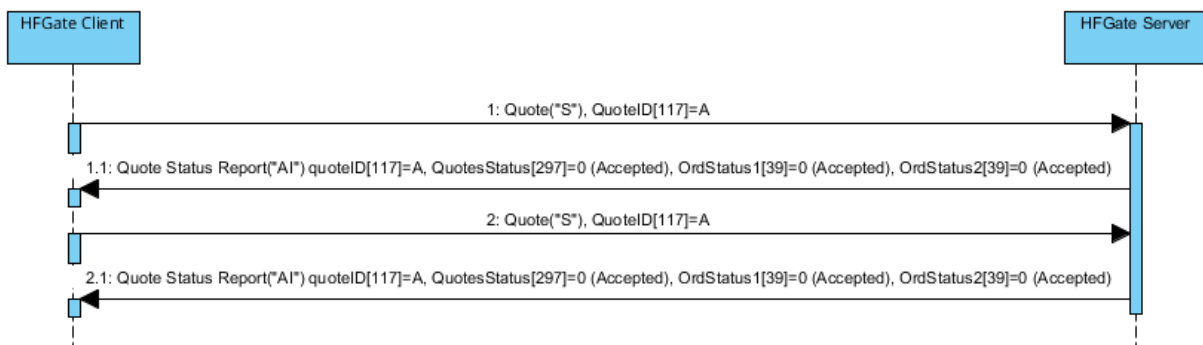 HFGate Client
HFGate Server
1: Quote("S"), QuoteID[117]=A
1.1: Quote Status Report("AI") quoteID[117]=A, QuotesStatus[297]=0 (Accepted), OrdStatus1[39]=0 (Accepted), OrdStatus2[39]=0 (Accepted)
2: Quote("S"), QuoteID[117]=A
2.1: Quote Status Report("AI") quoteID[117]=A, QuotesStatus[297]=0 (Accepted), OrdStatus1[39]=0 (Accepted), OrdStatus2[39]=0 (Accepted)